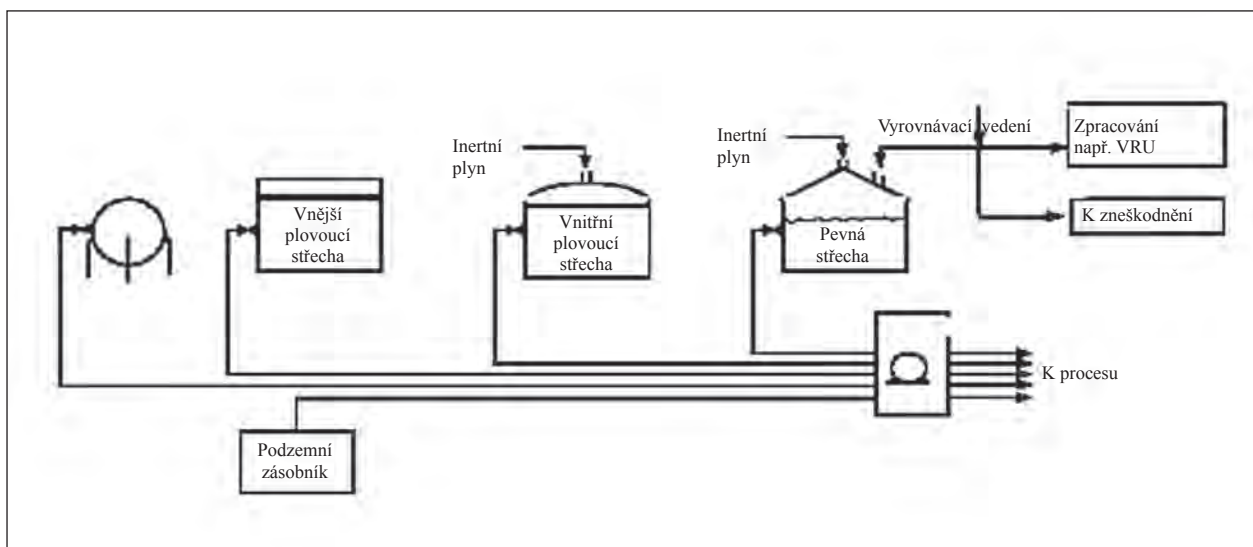 Inertní
plyn
Inertní
plyn
Vyrovnávací vedení
Zpracování
např. VRU
K zneškodnění
Vnější
plovoucí
střecha
Vnitřní
plovoucí
střecha
Pevná
střecha
K procesu
Podzemní
zásobník